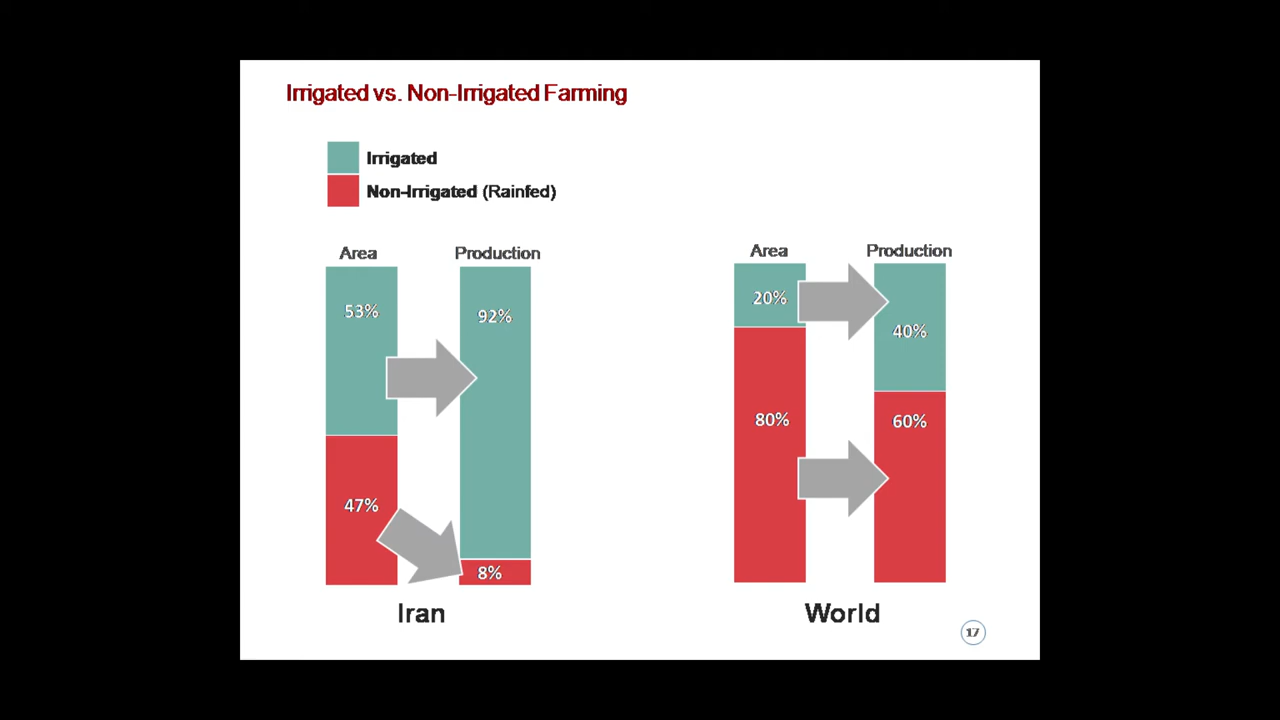 Irrigated vs. Non-Irrigated Farming
Irrigated
Non-Irrigated (Rainfed)
Area
Production
53%
92%
47%
8%
Iran
Area
Production
20%
40%
80%
60%
World
17